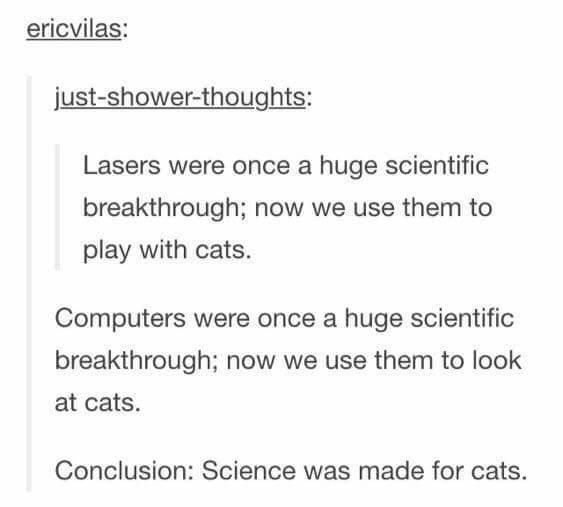 ericvilas:
just-shower-thoughts:
Lasers were once a huge scientific
breakthrough; now we use them to
play with cats.
Computers were once a huge scientific
breakthrough; now we use them to look
at cats.
Conclusion: Science was made for cats.